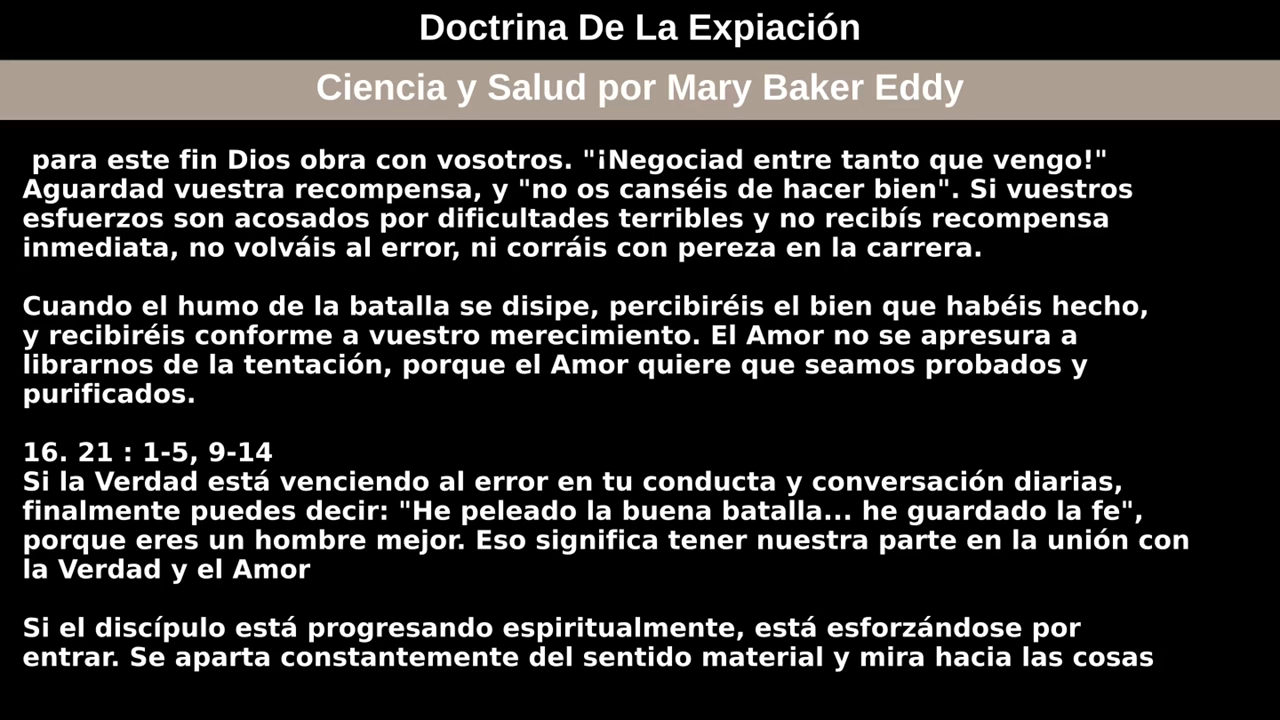 Doctrina De La Expiación
Ciencia y Salud por Mary Baker Eddy
para este fin Dios obra con vosotros. "¡Negociad entre tanto que vengo!"
Aguardad vuestra recompensa, y "no os canséis de hacer bien". Si vuestros
esfuerzos son acosados por dificultades terribles y no recibís recompensa
inmediata, no volváis al error, ni corráis con pereza en la carrera.
Cuando el humo de la batalla se disipe, percibiréis el bien que habéis hecho,
y recibiréis conforme a vuestro merecimiento. El Amor no se apresura a
librarnos de la tentación, porque el Amor quiere que seamos probados y
purificados.
16. 21 : 1-5, 9-14
Si la Verdad está venciendo al error en tu conducta y conversación diarias,
finalmente puedes decir: "He peleado la buena batalla... he guardado la fe",
porque eres un hombre mejor. Eso significa tener nuestra parte en la unión con
la Verdad y el Amor
Si el discípulo está progresando espiritualmente, está esforzándose por
entrar. Se aparta constantemente del sentido material y mira hacia las cosas